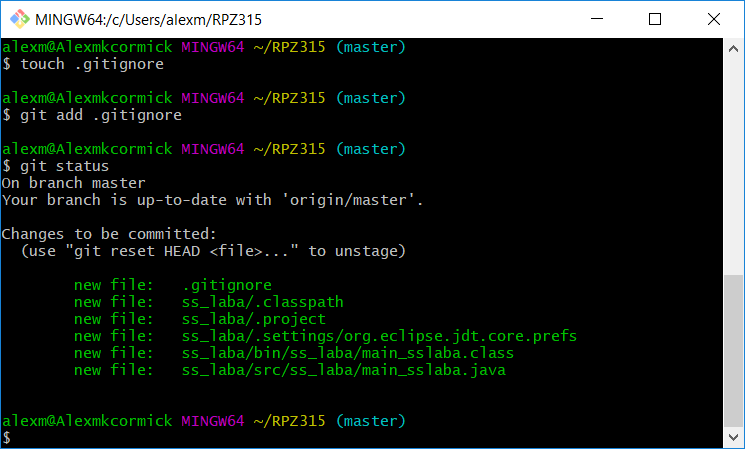 MINGW64:/c/Users/alexm/RPZ315
alexm@Alexmkcormick MINGW64 ~/RPZ315 (master)
$ touch .gitignore
alexm@Alexmkcormick MINGW64 ~/RPZ315 (master)
$ git add .gitignore
alexm@Alexmkcormick MINGW64 ~/RPZ315 (master)
$ git status
On branch master
Your branch is up-to-date with 'origin/master'.
Changes to be committed:
  (use "git reset HEAD <file>..." to unstage)
        new file:   .gitignore
        new file:   ss_laba/.classpath
        new file:   ss_laba/.project
        new file:   ss_laba/.settings/org.eclipse.jdt.core.prefs
        new file:   ss_laba/bin/ss_laba/main_sslaba.class
        new file:   ss_laba/src/ss_laba/main_sslaba.java
alexm@Alexmkcormick MINGW64 ~/RPZ315 (master)
$